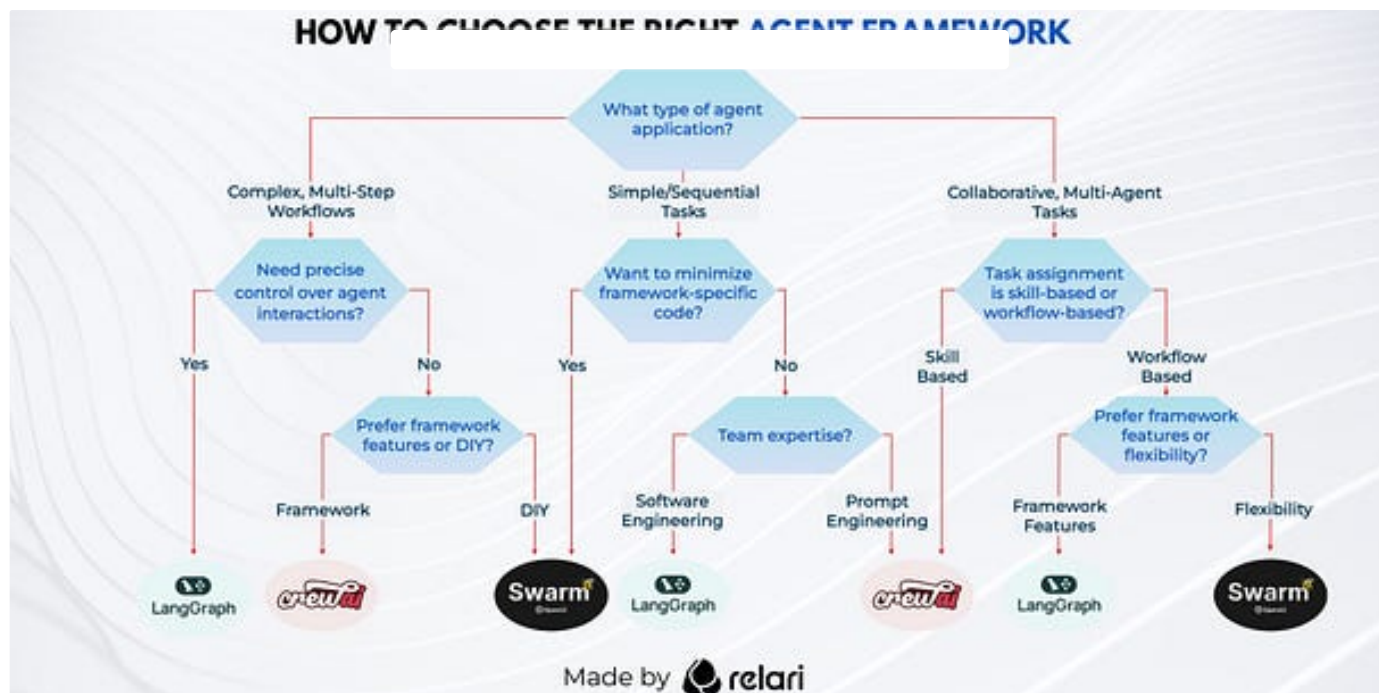 HOW TO CHOOSE THE RIGHT AGENT FRAMEWORK
What type of agent
application?
Complex, Multi-Step
Workflows
Simple/Sequential
Tasks
Collaborative, Multi-Agent
Tasks
Need precise
control over agent
interactions?
Want to minimize
framework-specific
code?
Task assignment
is skill-based or
workflow-based?
Yes
No
Yes
No
Skill
Based
Workflow
Based
Prefer framework
features or DIY?
Team expertise?
Prefer framework
features or
flexibility?
Framework
DIY
Software
Engineering
Prompt
Engineering
Framework
Features
Flexibility
LangGraph
crewai
Swarm
LangGraph
crewai
LangGraph
Swarm
Made by relari